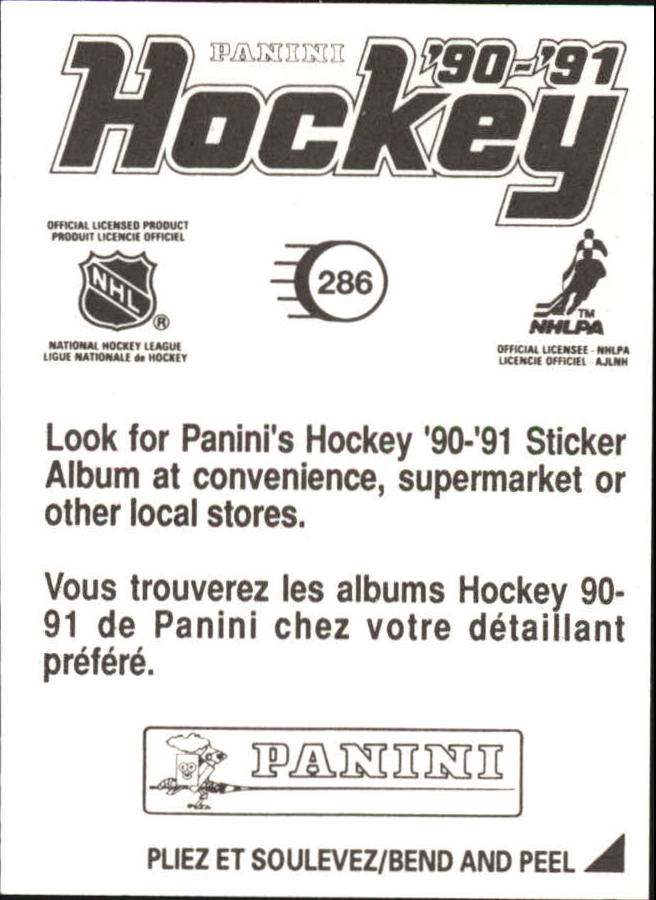 PANINI
Hockey '90-'91
OFFICIAL LICENSED PRODUCT
PRODUIT LICENCIE OFFICIEL
NHL
®
NATIONAL HOCKEY LEAGUE
LIGUE NATIONALE de HOCKEY
286
TM
NHLPA
OFFICIAL LICENSEE - NHLPA
LICENCIE OFFICIEL - AJLNH
Look for Panini's Hockey '90-'91 Sticker
Album at convenience, supermarket or
other local stores.
Vous trouverez les albums Hockey 90-
91 de Panini chez votre détaillant
préféré.
PANINI
PLIEZ ET SOULEVEZ/BEND AND PEEL